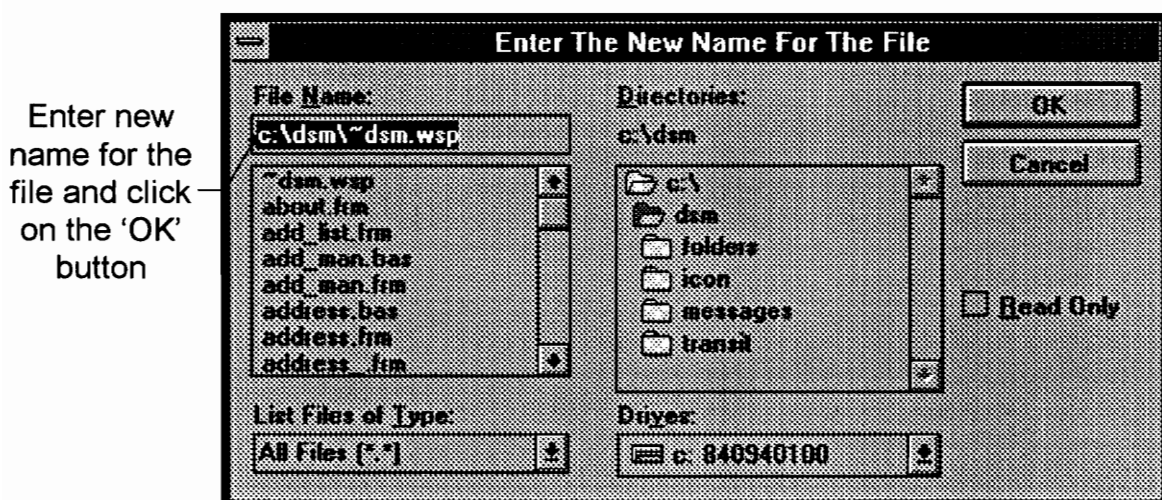 Enter The New Name For The File
Enter new
name for the
file and click
on the ‘OK’
button
File Name:
c:\dsm\~dsm.wsp
~dsm.wsp
about.frm
add_list.frm
add_man.bas
add_man.frm
address.bas
address.frm
address_.frm
List Files of Type:
All Files (*.*)
Directories:
c:\dsm
c:\
dsm
folders
icon
messages
transit
Drives:
c: 840940100
OK
Cancel
Read Only